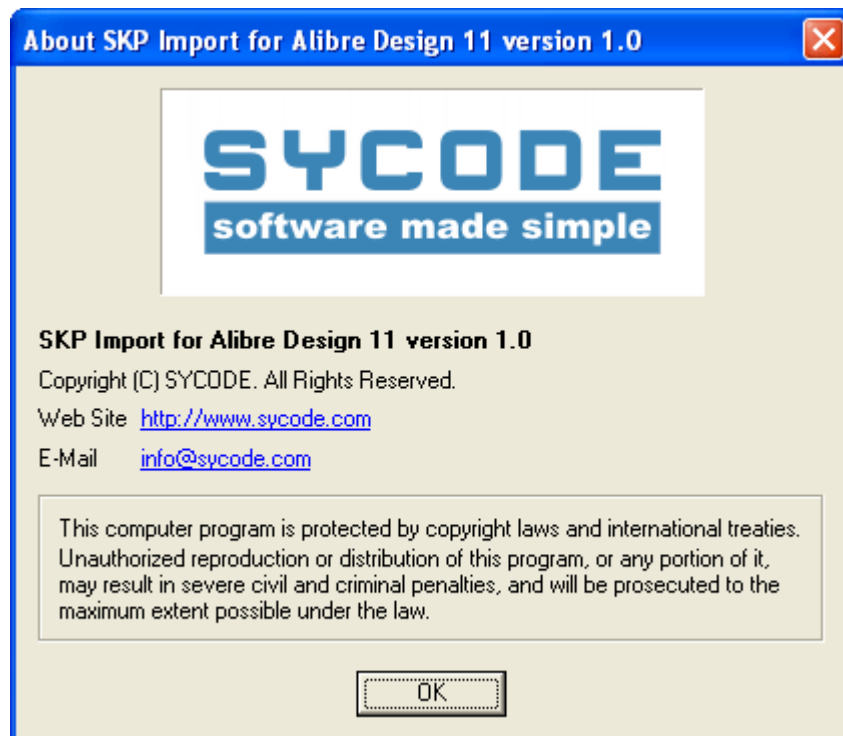 About SKP Import for Alibre Design 11 version 1.0
SYCODE
software made simple
SKP Import for Alibre Design 11 version 1.0
Copyright (C) SYCODE. All Rights Reserved.
Web Site http://www.sycode.com
E-Mail info@sycode.com
This computer program is protected by copyright laws and international treaties.
Unauthorized reproduction or distribution of this program, or any portion of it,
may result in severe civil and criminal penalties, and will be prosecuted to the
maximum extent possible under the law.
OK